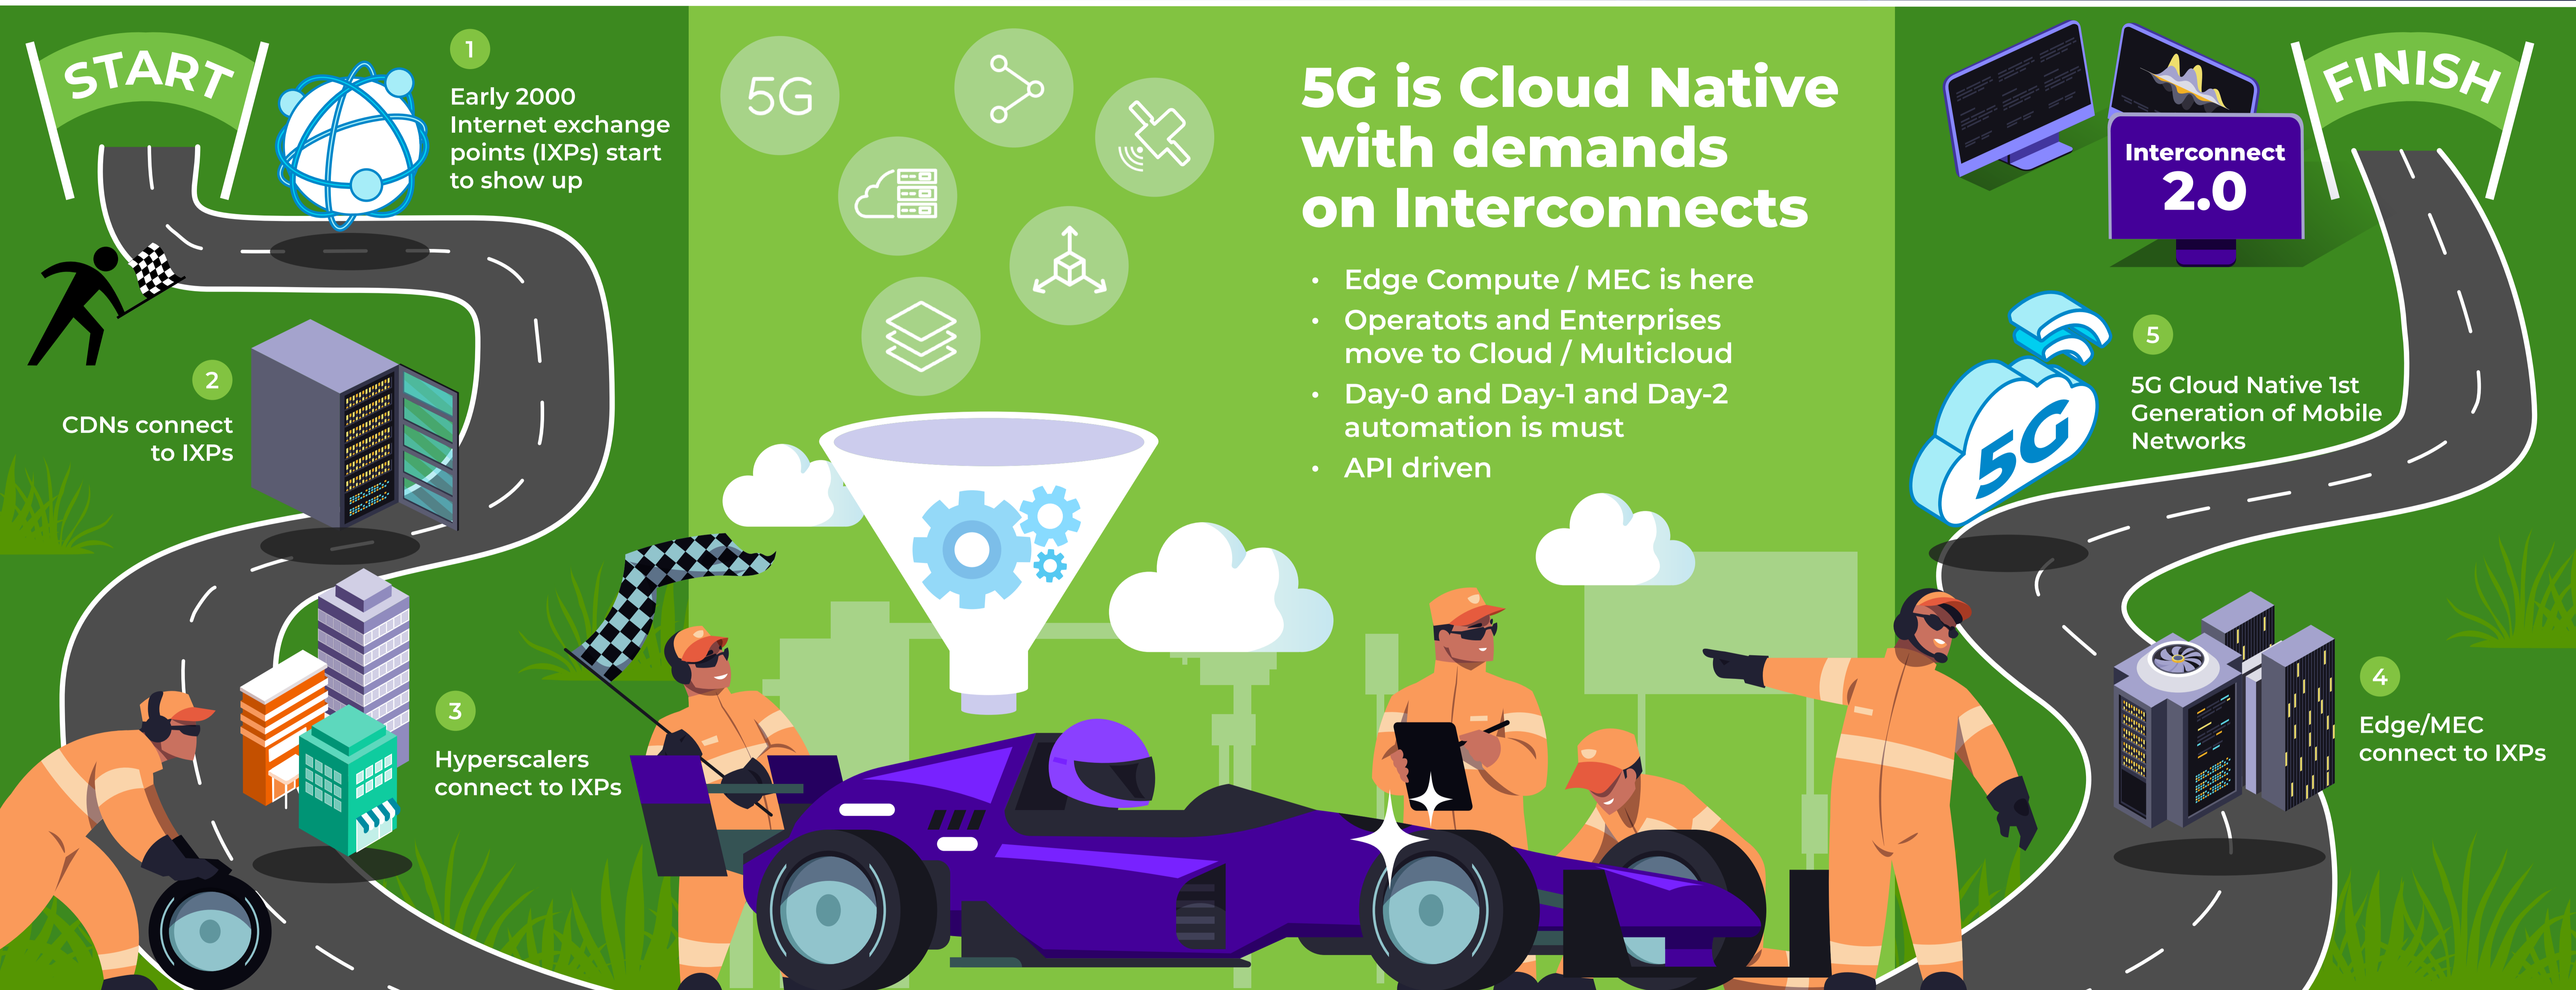 START
1
Early 2000
Internet exchange
points (IXPs) start
to show up
2
CDNs connect
to IXPs
3
Hyperscalers
connect to IXPs
5G
5G is Cloud Native
with demands
on Interconnects
• Edge Compute / MEC is here
• Operatots and Enterprises
move to Cloud / Multicloud
• Day-0 and Day-1 and Day-2
automation is must
• API driven
4
Edge/MEC
connect to IXPs
5
5G Cloud Native 1st
Generation of Mobile
Networks
5G
Interconnect
2.0
FINISH